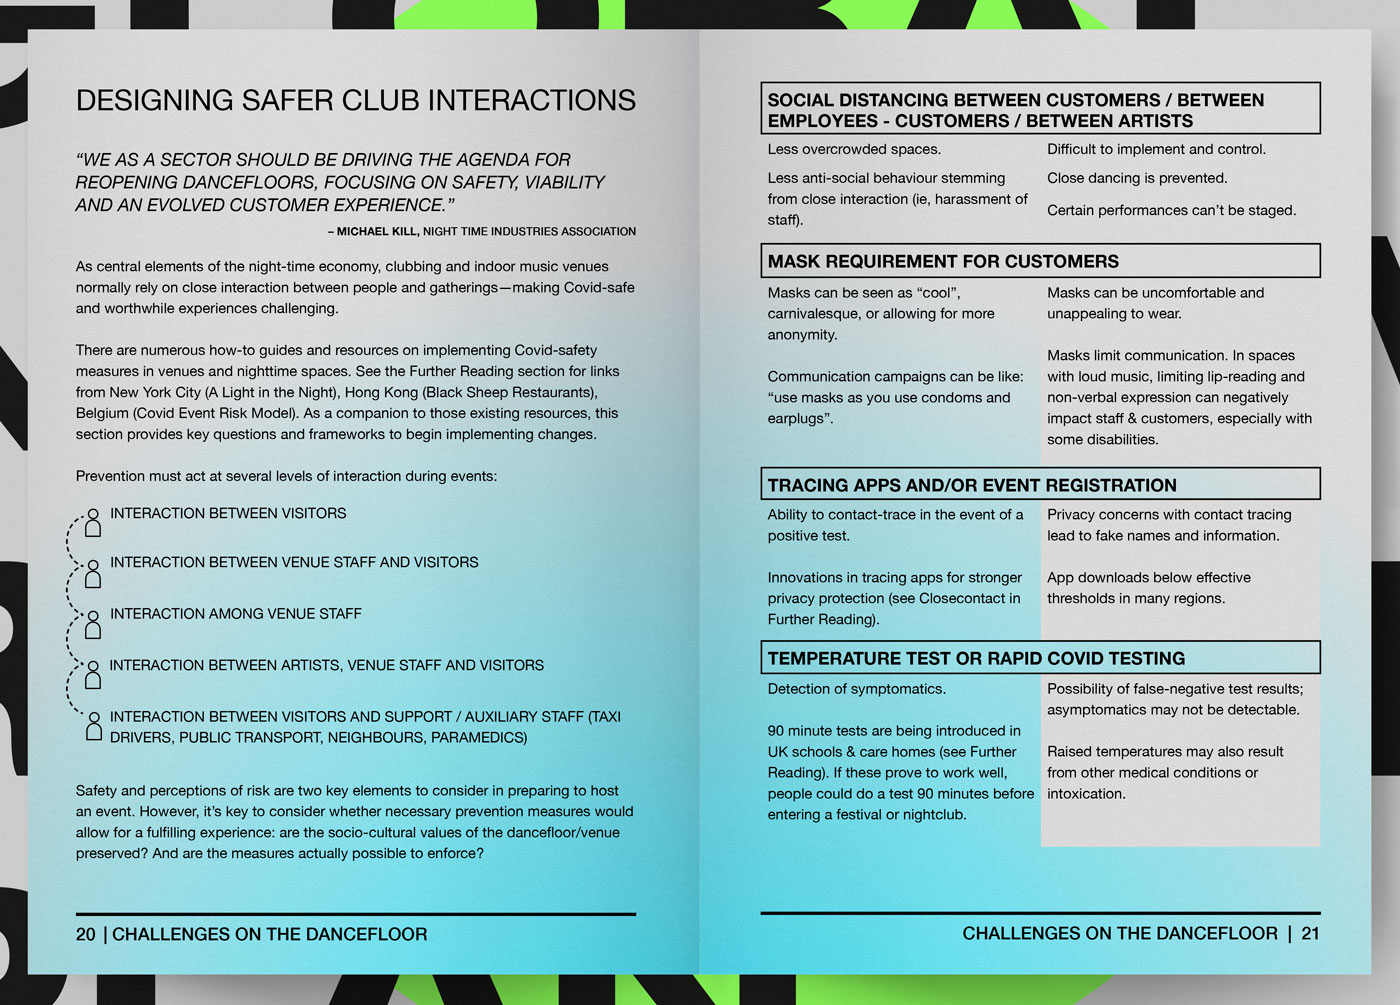 DESIGNING SAFER CLUB INTERACTIONS
“WE AS A SECTOR SHOULD BE DRIVING THE AGENDA FOR
REOPENING DANCEFLOORS, FOCUSING ON SAFETY, VIABILITY
AND AN EVOLVED CUSTOMER EXPERIENCE.”
– MICHAEL KILL, NIGHT TIME INDUSTRIES ASSOCIATION
As central elements of the night-time economy, clubbing and indoor music venues
normally rely on close interaction between people and gatherings—making Covid-safe
and worthwhile experiences challenging.
There are numerous how-to guides and resources on implementing Covid-safety
measures in venues and nighttime spaces. See the Further Reading section for links
from New York City (A Light in the Night), Hong Kong (Black Sheep Restaurants),
Belgium (Covid Event Risk Model). As a companion to those existing resources, this
section provides key questions and frameworks to begin implementing changes.
Prevention must act at several levels of interaction during events:
INTERACTION BETWEEN VISITORS
INTERACTION BETWEEN VENUE STAFF AND VISITORS
INTERACTION AMONG VENUE STAFF
INTERACTION BETWEEN ARTISTS, VENUE STAFF AND VISITORS
INTERACTION BETWEEN VISITORS AND SUPPORT / AUXILIARY STAFF (TAXI
DRIVERS, PUBLIC TRANSPORT, NEIGHBOURS, PARAMEDICS)
Safety and perceptions of risk are two key elements to consider in preparing to host
an event. However, it’s key to consider whether necessary prevention measures would
allow for a fulfilling experience: are the socio-cultural values of the dancefloor/venue
preserved? And are the measures actually possible to enforce?
20 | CHALLENGES ON THE DANCEFLOOR
SOCIAL DISTANCING BETWEEN CUSTOMERS / BETWEEN
EMPLOYEES - CUSTOMERS / BETWEEN ARTISTS
Less overcrowded spaces.
Less anti-social behaviour stemming
from close interaction (ie, harassment of
staff).
Difficult to implement and control.
Close dancing is prevented.
Certain performances can’t be staged.
MASK REQUIREMENT FOR CUSTOMERS
Masks can be seen as “cool”,
carnivalesque, or allowing for more
anonymity.
Communication campaigns can be like:
“use masks as you use condoms and
earplugs”.
Masks can be uncomfortable and
unappealing to wear.
Masks limit communication. In spaces
with loud music, limiting lip-reading and
non-verbal expression can negatively
impact staff & customers, especially with
some disabilities.
TRACING APPS AND/OR EVENT REGISTRATION
Ability to contact-trace in the event of a
positive test.
Innovations in tracing apps for stronger
privacy protection (see Closecontact in
Further Reading).
Privacy concerns with contact tracing
lead to fake names and information.
App downloads below effective
thresholds in many regions.
TEMPERATURE TEST OR RAPID COVID TESTING
Detection of symptomatics.
90 minute tests are being introduced in
UK schools & care homes (see Further
Reading). If these prove to work well,
people could do a test 90 minutes before
entering a festival or nightclub.
Possibility of false-negative test results;
asymptomatics may not be detectable.
Raised temperatures may also result
from other medical conditions or
intoxication.
CHALLENGES ON THE DANCEFLOOR | 21